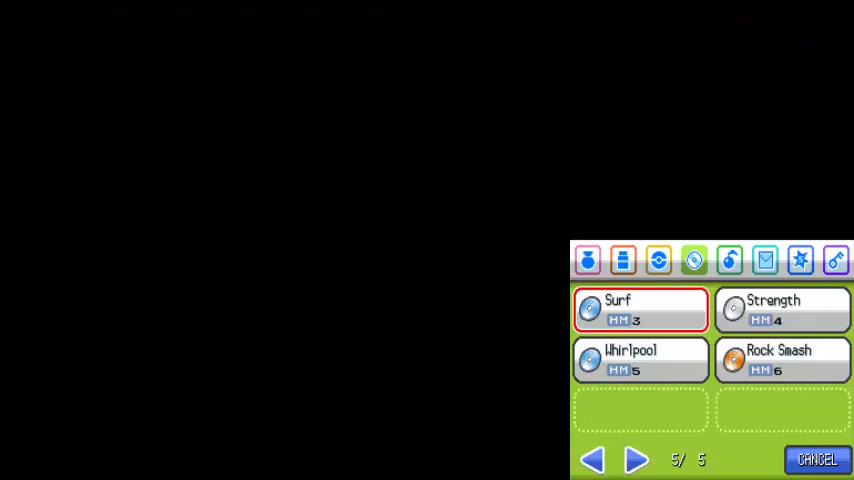 Surf
HM 3
Strength
HM 4
Whirlpool
HM 5
Rock Smash
HM 6
5/ 5
CANCEL